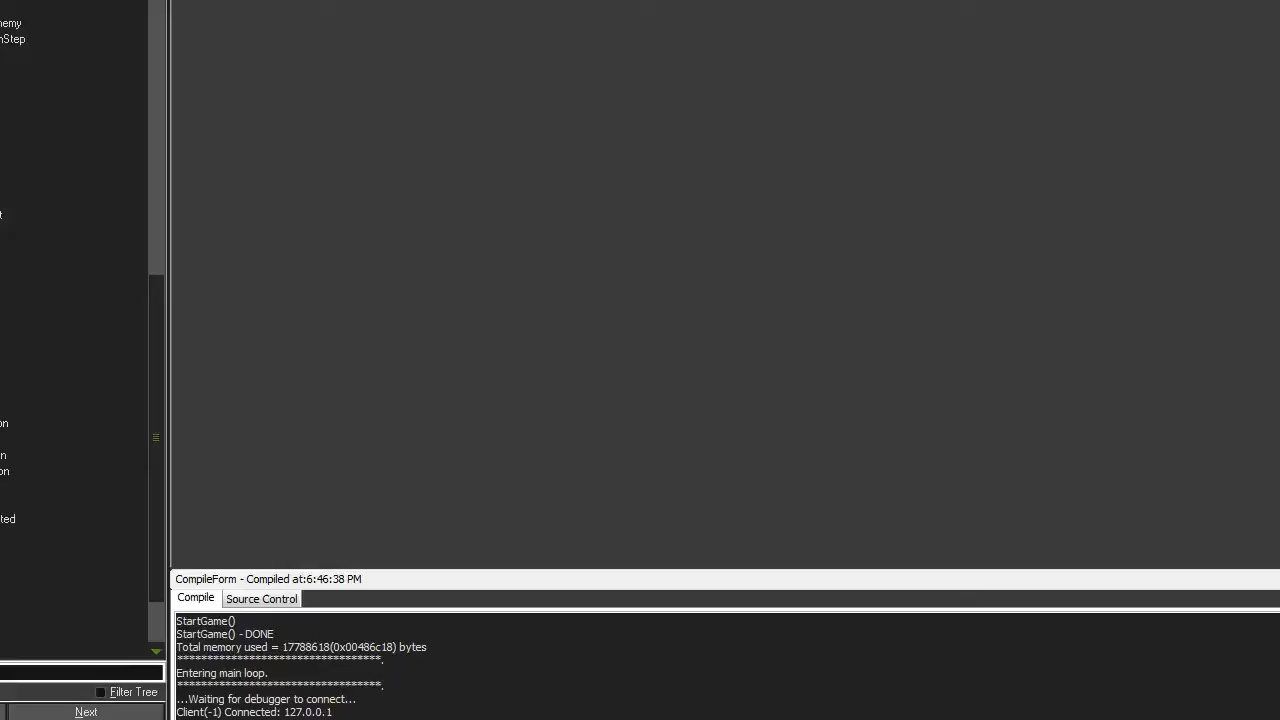 nemy
nStep
t
on
n
on
ted
Filter Tree
Next
CompileForm - Compiled at:6:46:38 PM
Compile
Source Control
StartGame()
StartGame() - DONE
Total memory used = 17788618(0x00486c18) bytes
**********************************.
Entering main loop.
**********************************.
...Waiting for debugger to connect...
Client(-1) Connected: 127.0.0.1